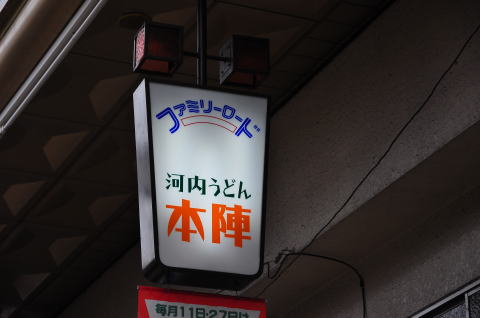 ファミリーロード
河内うどん
本陣
毎月11日・27日は